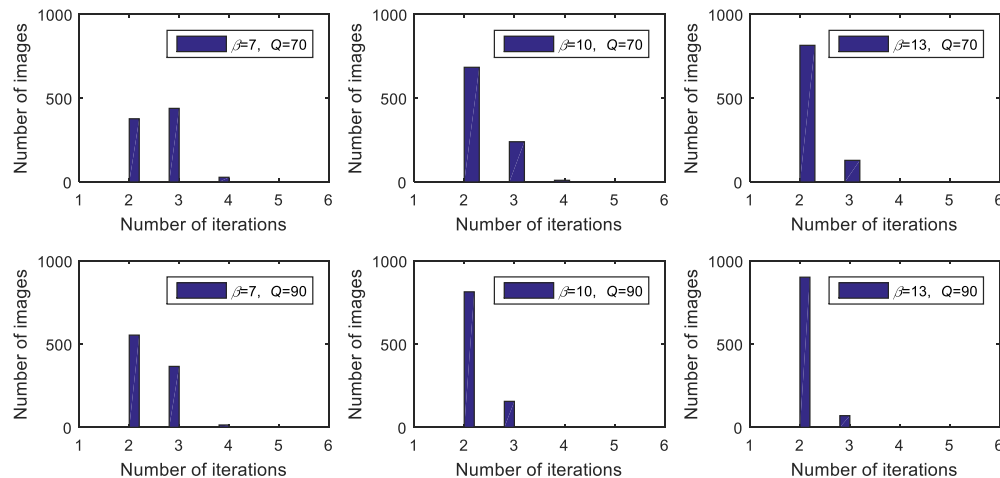 1000
500
0
Number of images
β=7, Q=70
1 2 3 4 5 6
Number of iterations
1000
500
0
Number of images
β=10, Q=70
1 2 3 4 5 6
Number of iterations
1000
500
0
Number of images
β=13, Q=70
1 2 3 4 5 6
Number of iterations
1000
500
0
Number of images
β=7, Q=90
1 2 3 4 5 6
Number of iterations
1000
500
0
Number of images
β=10, Q=90
1 2 3 4 5 6
Number of iterations
1000
500
0
Number of images
β=13, Q=90
1 2 3 4 5 6
Number of iterations